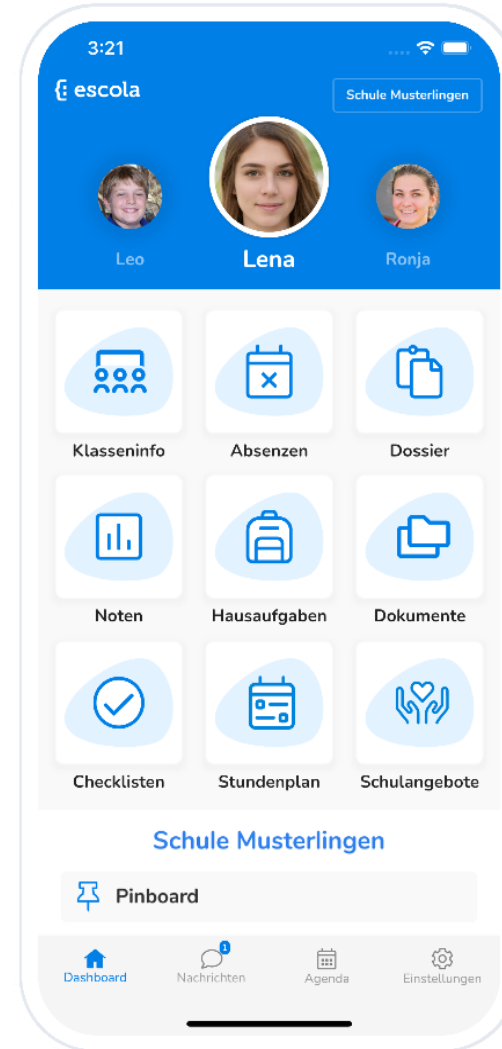 3:21
{: escola
Schule Musterlingen
Leo
Lena
Ronja
Klasseninfo
Absenzen
Dossier
Noten
Hausaufgaben
Dokumente
Checklisten
Stundenplan
Schulangebote
Schule Musterlingen
Pinboard
1
Dashboard
Nachrichten
Agenda
Einstellungen